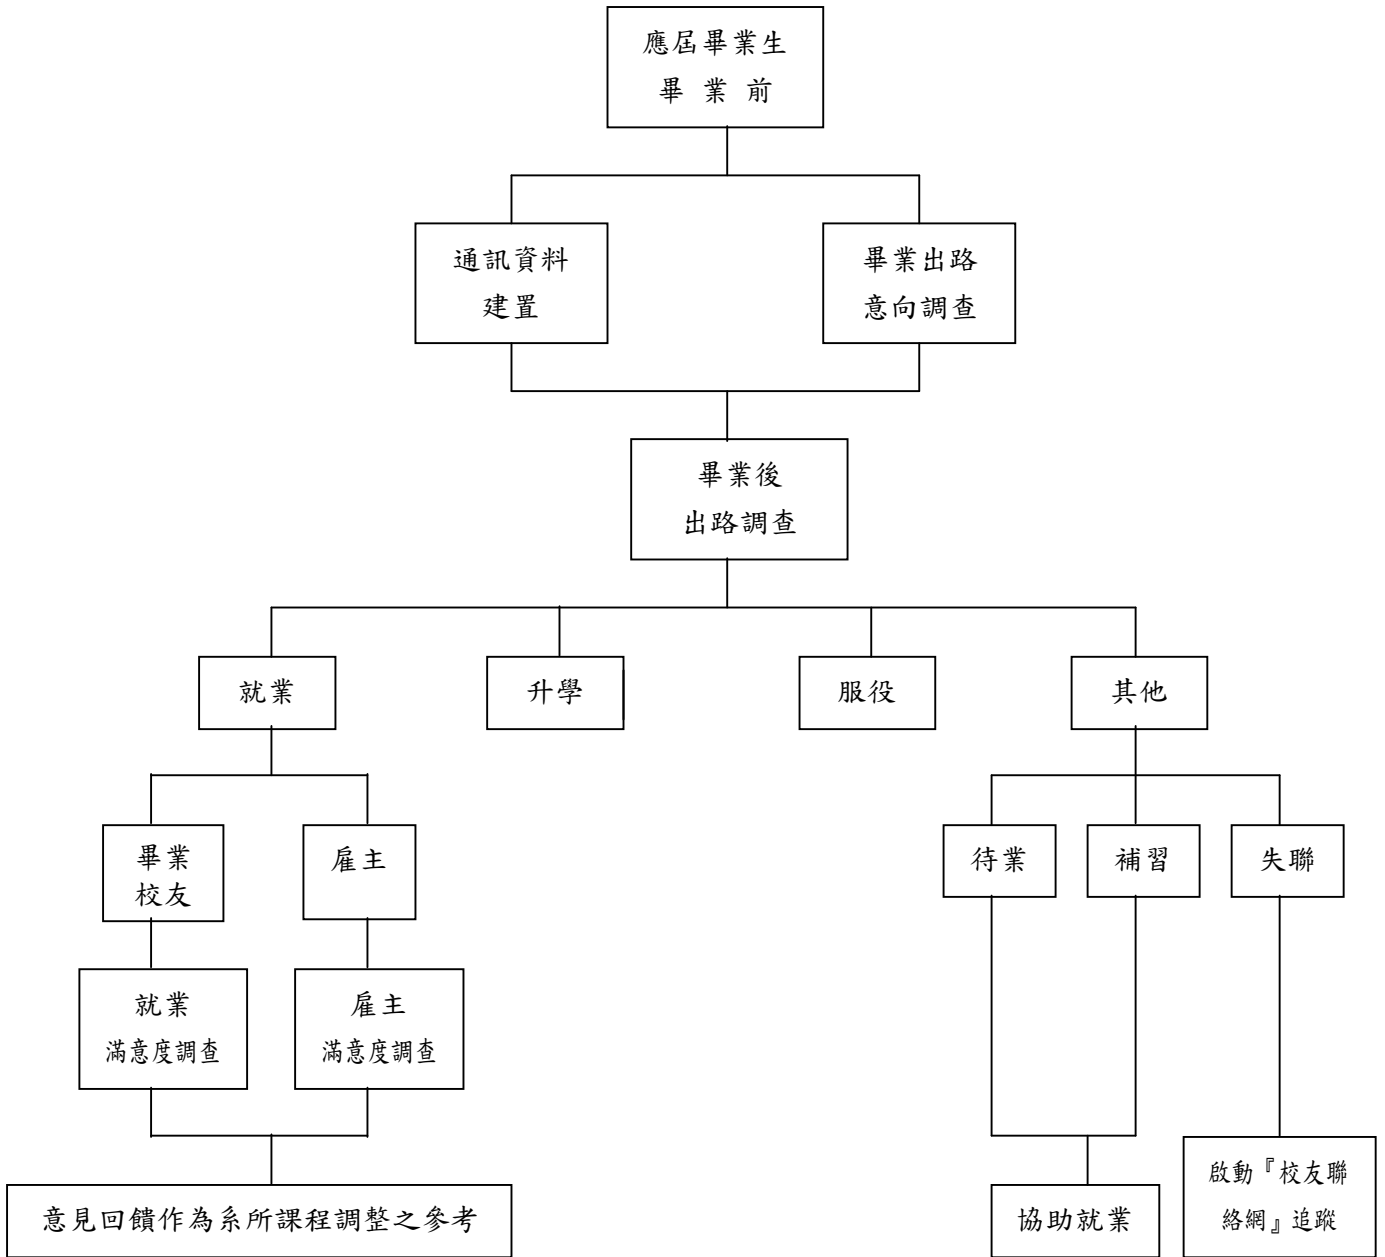 應屆畢業生
畢 業 前
通訊資料
建置
畢業出路
意向調查
畢業後
出路調查
就業
升學
服役
其他
畢業
校友
雇主
待業
補習
失聯
就業
滿意度調查
雇主
滿意度調查
意見回饋作為系所課程調整之參考
協助就業
啟動『校友聯
絡網』追蹤